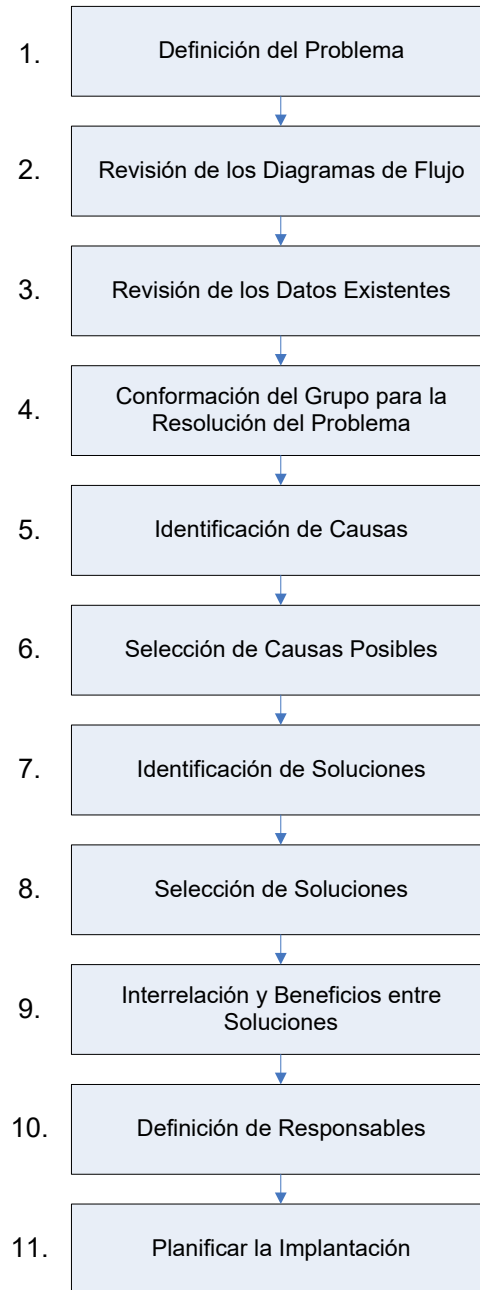 1. Definición del Problema
2. Revisión de los Diagramas de Flujo
3. Revisión de los Datos Existentes
4. Conformación del Grupo para la
Resolución del Problema
5. Identificación de Causas
6. Selección de Causas Posibles
7. Identificación de Soluciones
8. Selección de Soluciones
9. Interrelación y Beneficios entre
Soluciones
10. Definición de Responsables
11. Planificar la Implantación